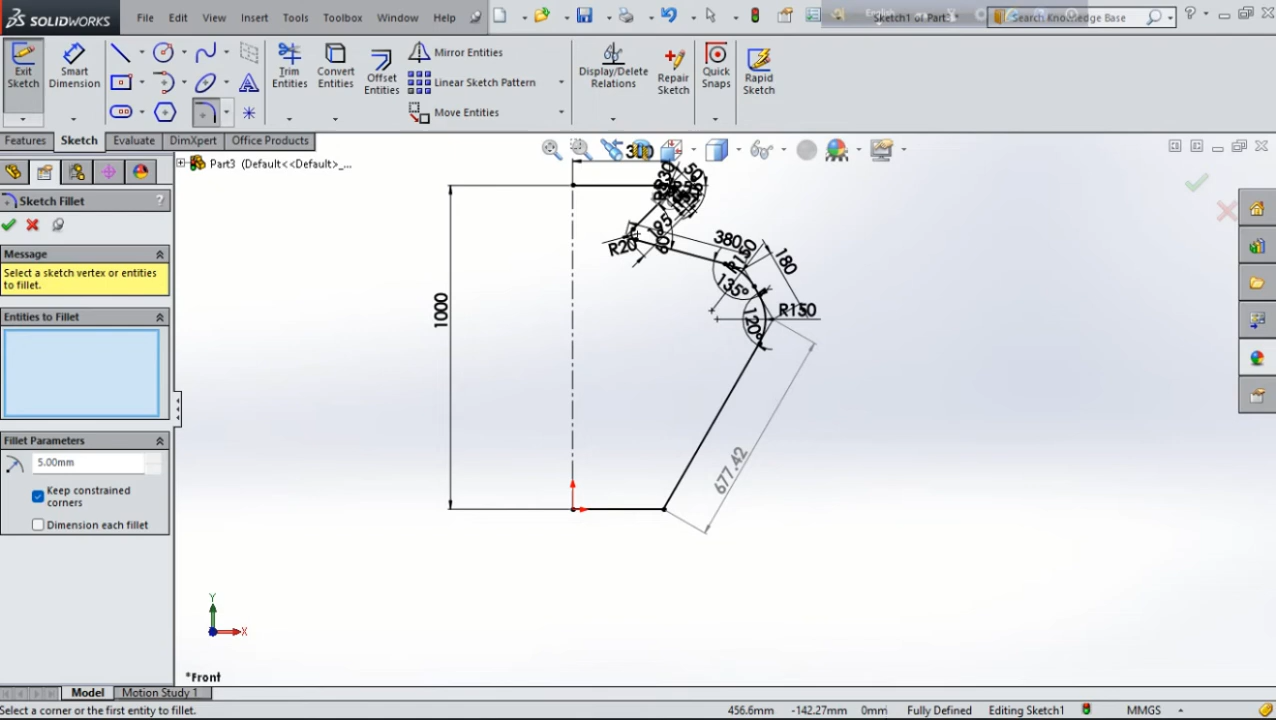 SOLIDWORKS File Edit View Insert Tools Toolbox Window Help Sketch1 of Part3 * Search Knowledge Base
Exit Sketch
Smart Dimension
Trim Entities
Convert Entities
Offset Entities
Mirror Entities
Linear Sketch Pattern
Move Entities
Display/Delete Relations
Repair Sketch
Quick Snaps
Rapid Sketch
Features Sketch Evaluate DimXpert Office Products
Part3 (Default<<Default>_...
Sketch Fillet ?
Message
Select a sketch vertex or entities
to fillet.
Entities to Fillet
Fillet Parameters
5.00mm
Keep constrained
corners
Dimension each fillet
300
195
60°
R20
380
R150
180
135°
R150
120°
1000
677.42
Y
X
*Front
Model Motion Study 1
Select a corner or the first entity to fillet. 456.6mm -142.27mm 0mm Fully Defined Editing Sketch1 MMGS